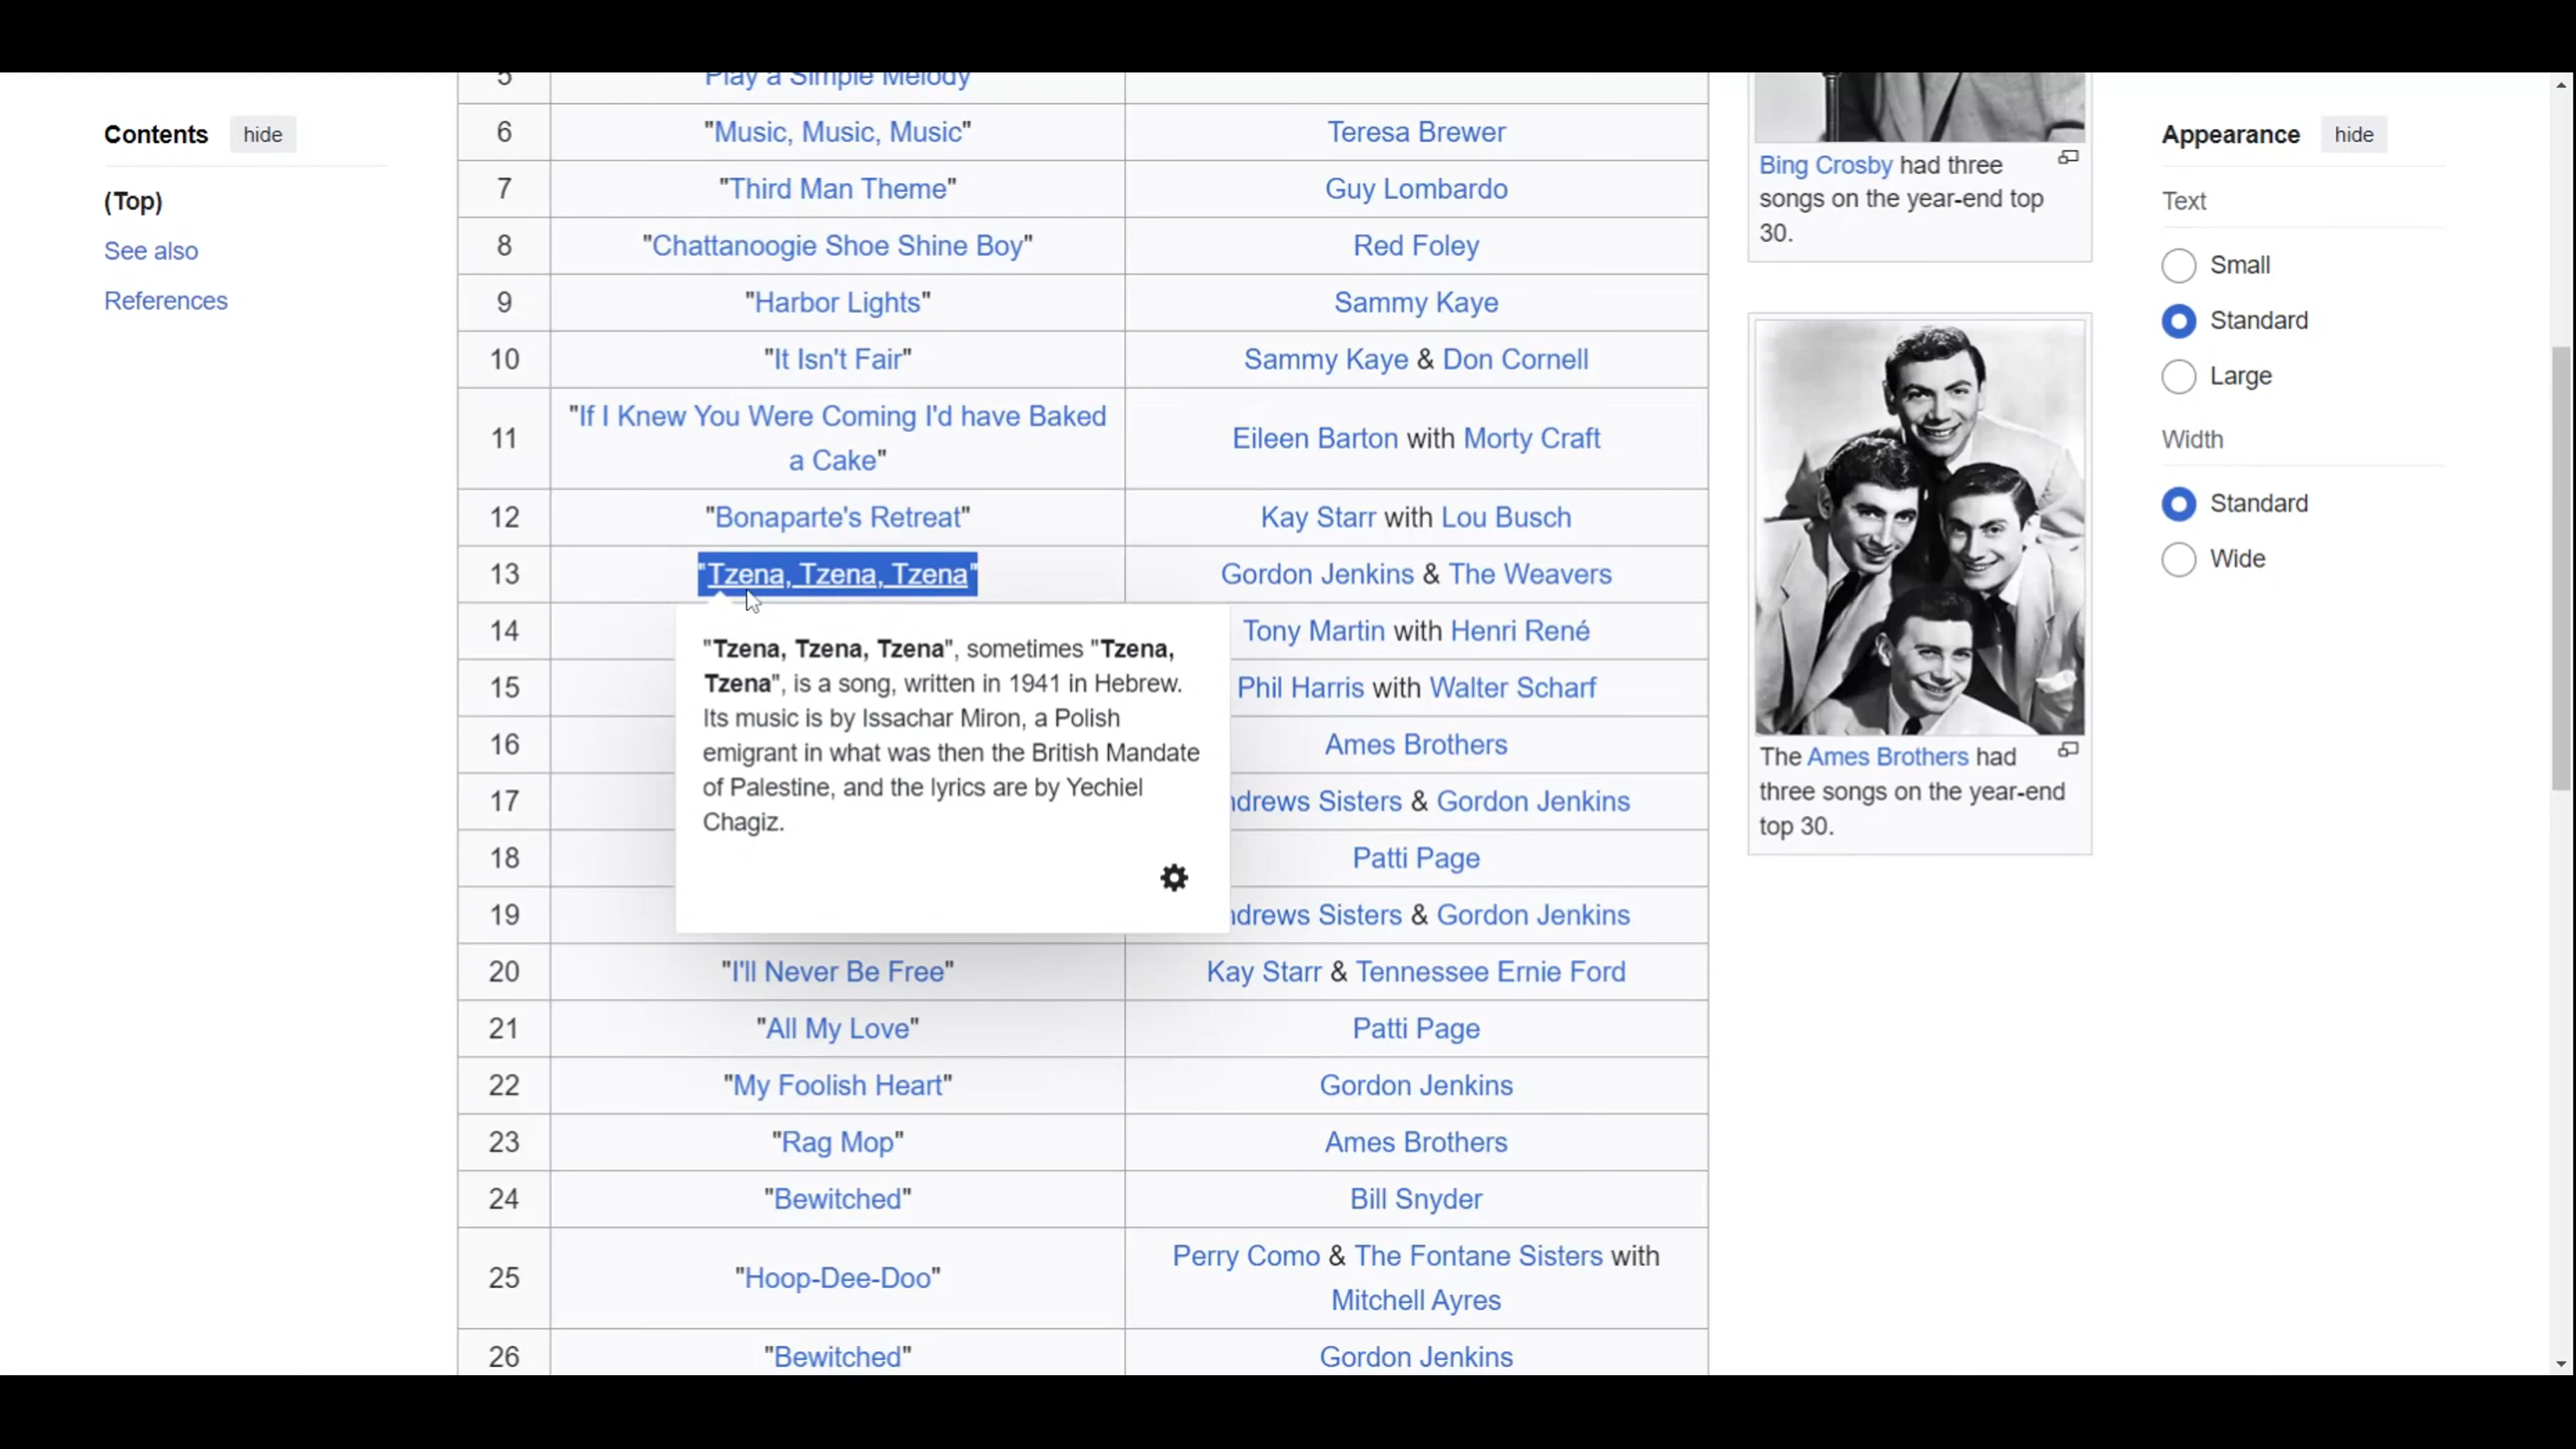 Contents hide
(Top)
See also
References
5 Play a Simple Melody
6 "Music, Music, Music" Teresa Brewer
7 "Third Man Theme" Guy Lombardo
8 "Chattanoogie Shoe Shine Boy" Red Foley
9 "Harbor Lights" Sammy Kaye
10 "It Isn't Fair" Sammy Kaye & Don Cornell
11 "If I Knew You Were Coming I'd have Baked
a Cake" Eileen Barton with Morty Craft
12 "Bonaparte's Retreat" Kay Starr with Lou Busch
13 "Tzena, Tzena, Tzena" Gordon Jenkins & The Weavers
14 Tony Martin with Henri René
15 Phil Harris with Walter Scharf
16 Ames Brothers
17 ndrews Sisters & Gordon Jenkins
18 Patti Page
19 ndrews Sisters & Gordon Jenkins
"Tzena, Tzena, Tzena", sometimes "Tzena,
Tzena", is a song, written in 1941 in Hebrew.
Its music is by Issachar Miron, a Polish
emigrant in what was then the British Mandate
of Palestine, and the lyrics are by Yechiel
Chagiz.
20 "I'll Never Be Free" Kay Starr & Tennessee Ernie Ford
21 "All My Love" Patti Page
22 "My Foolish Heart" Gordon Jenkins
23 "Rag Mop" Ames Brothers
24 "Bewitched" Bill Snyder
25 "Hoop-Dee-Doo" Perry Como & The Fontane Sisters with
Mitchell Ayres
26 "Bewitched" Gordon Jenkins
Bing Crosby had three
songs on the year-end top
30.
The Ames Brothers had
three songs on the year-end
top 30.
Appearance hide
Text
Small
Standard
Large
Width
Standard
Wide